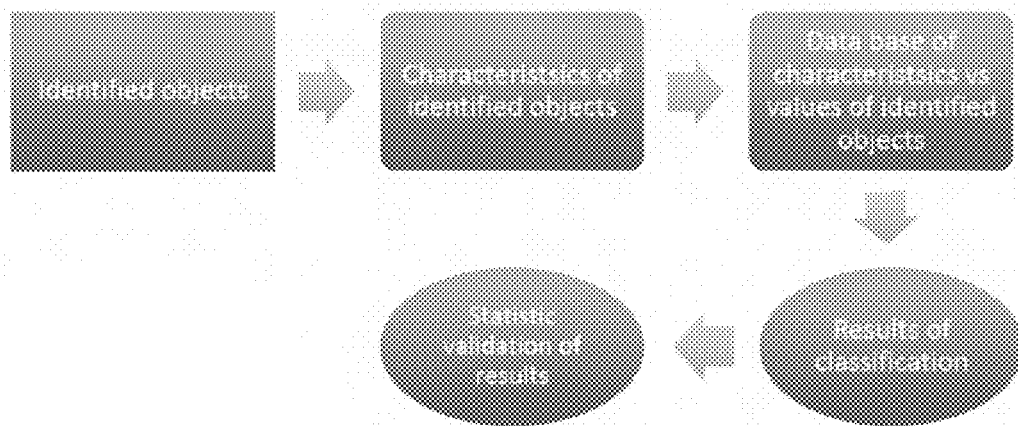 Identified objects
Characteristsics of
identified objects
Data base of
characteristsics vs
values of identified
objects
Results of
classification
Statistic
validation of
results